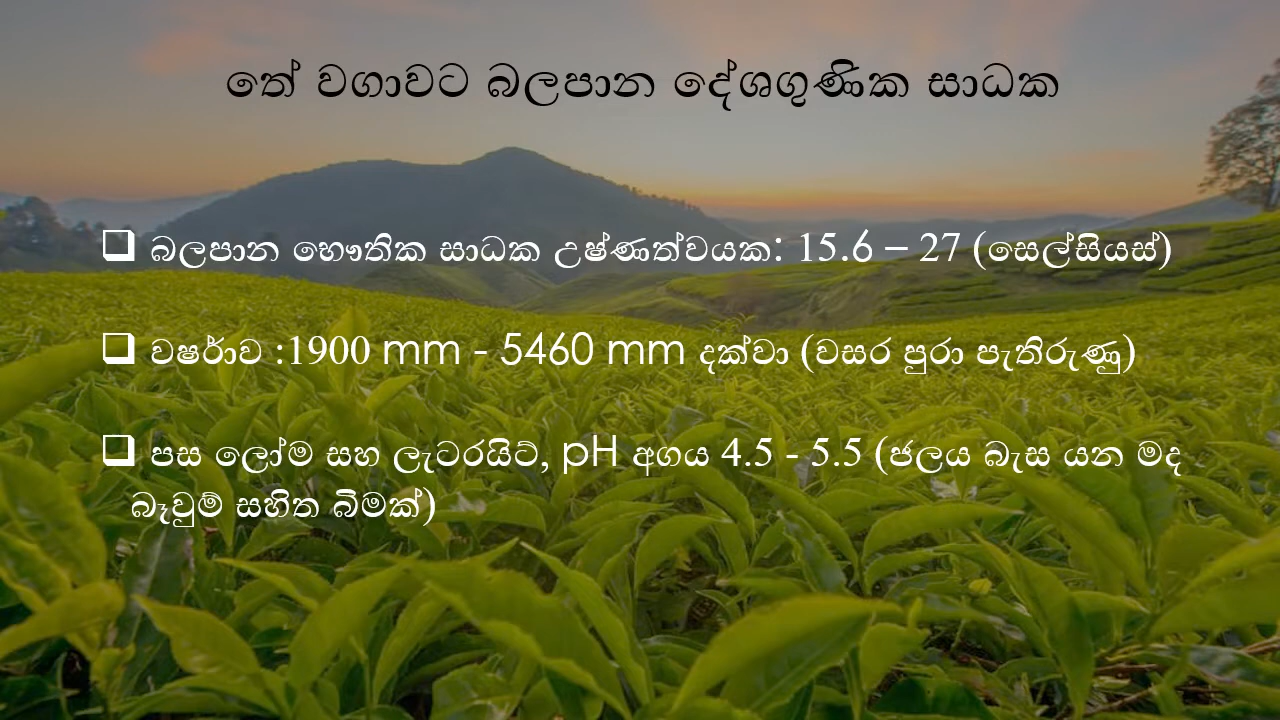 තේ වගාවට බලපාන දේශගුණික සාධක
❑ බලපාන භෞතික සාධක උෂ්ණත්වයක: 15.6 – 27 (සෙල්සියස්)
❑ වර්ෂාව :1900 mm - 5460 mm දක්වා (වසර පුරා පැතිරුණු)
❑ පස ලෝම සහ ලැටරයිට්, pH අගය 4.5 - 5.5 (ජලය බැස යන මද
බෑවුම් සහිත බිමක්)